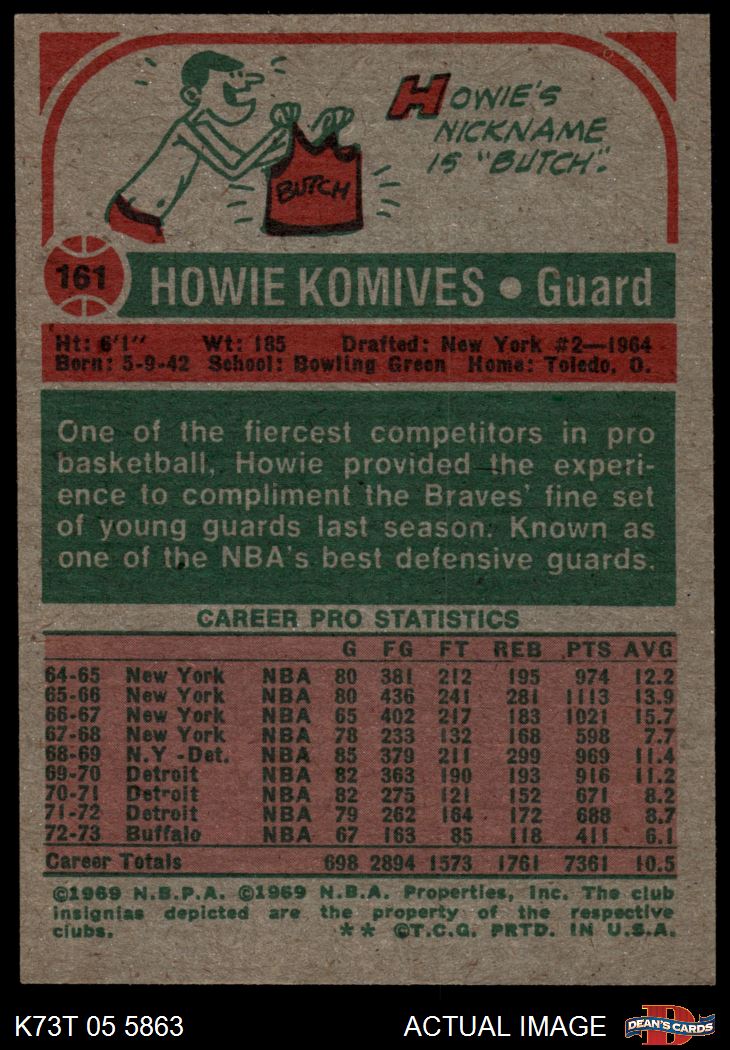 HOWIE'S
NICKNAME
IS "BUTCH".
BUTCH
161
HOWIE KOMIVES • Guard
Ht: 6'1" Wt: 185 Drafted: New York #2—1964
Born: 5-9-42 School: Bowling Green Home: Toledo, O.
One of the fiercest competitors in pro
basketball, Howie provided the experi-
ence to compliment the Braves' fine set
of young guards last season. Known as
one of the NBA's best defensive guards.
CAREER PRO STATISTICS
G FG FT REB PTS AVG
64-65 New York NBA 80 381 212 195 974 12.2
65-66 New York NBA 80 436 241 281 1113 13.9
66-67 New York NBA 65 402 217 183 1021 15.7
67-68 New York NBA 78 233 132 168 598 7.7
68-69 N.Y.-Det. NBA 85 379 211 299 969 11.4
69-70 Detroit NBA 82 363 190 193 916 11.2
70-71 Detroit NBA 82 275 121 152 671 8.2
71-72 Detroit NBA 79 262 164 172 688 8.7
72-73 Buffalo NBA 67 163 85 118 411 6.1
Career Totals 698 2894 1573 1761 7361 10.5
©1969 N.B.P.A. ©1969 N.B.A. Properties, Inc. The club
insignias depicted are the property of the respective
clubs. ** ©T.C.G. PRTD. IN U.S.A.
K73T 05 5863 ACTUAL IMAGE
D
DEAN'S CARDS